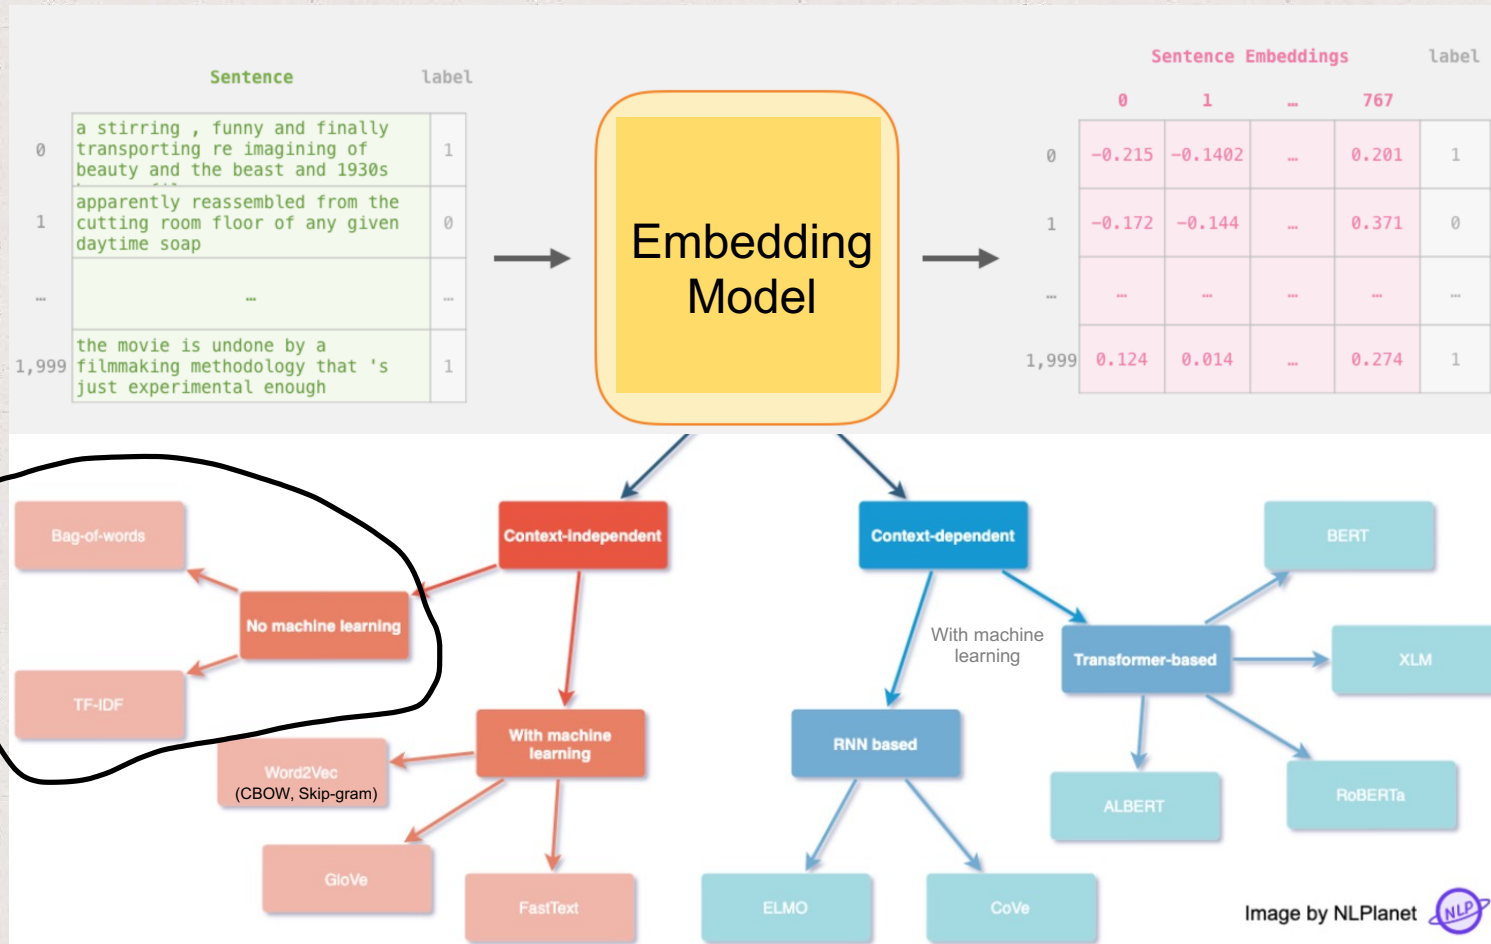 Sentence label
0 a stirring , funny and finally
transporting re imagining of
beauty and the beast and 1930s
1
1 apparently reassembled from the
cutting room floor of any given
daytime soap
0
… … …
1,999 the movie is undone by a
filmmaking methodology that 's
just experimental enough
1
Embedding
Model
Sentence Embeddings label
0 1 … 767
0 -0.215 -0.1402 … 0.201 1
1 -0.172 -0.144 … 0.371 0
… … … … … …
1,999 0.124 0.014 … 0.274 1
Context-independent
Context-dependent
Bag-of-words
No machine learning
TF-IDF
With machine
learning
Word2Vec
(CBOW, Skip-gram)
GloVe
FastText
With machine
learning
RNN based
ELMO
CoVe
Transformer-based
BERT
XLM
RoBERTa
ALBERT
Image by NLPlanet
NLP